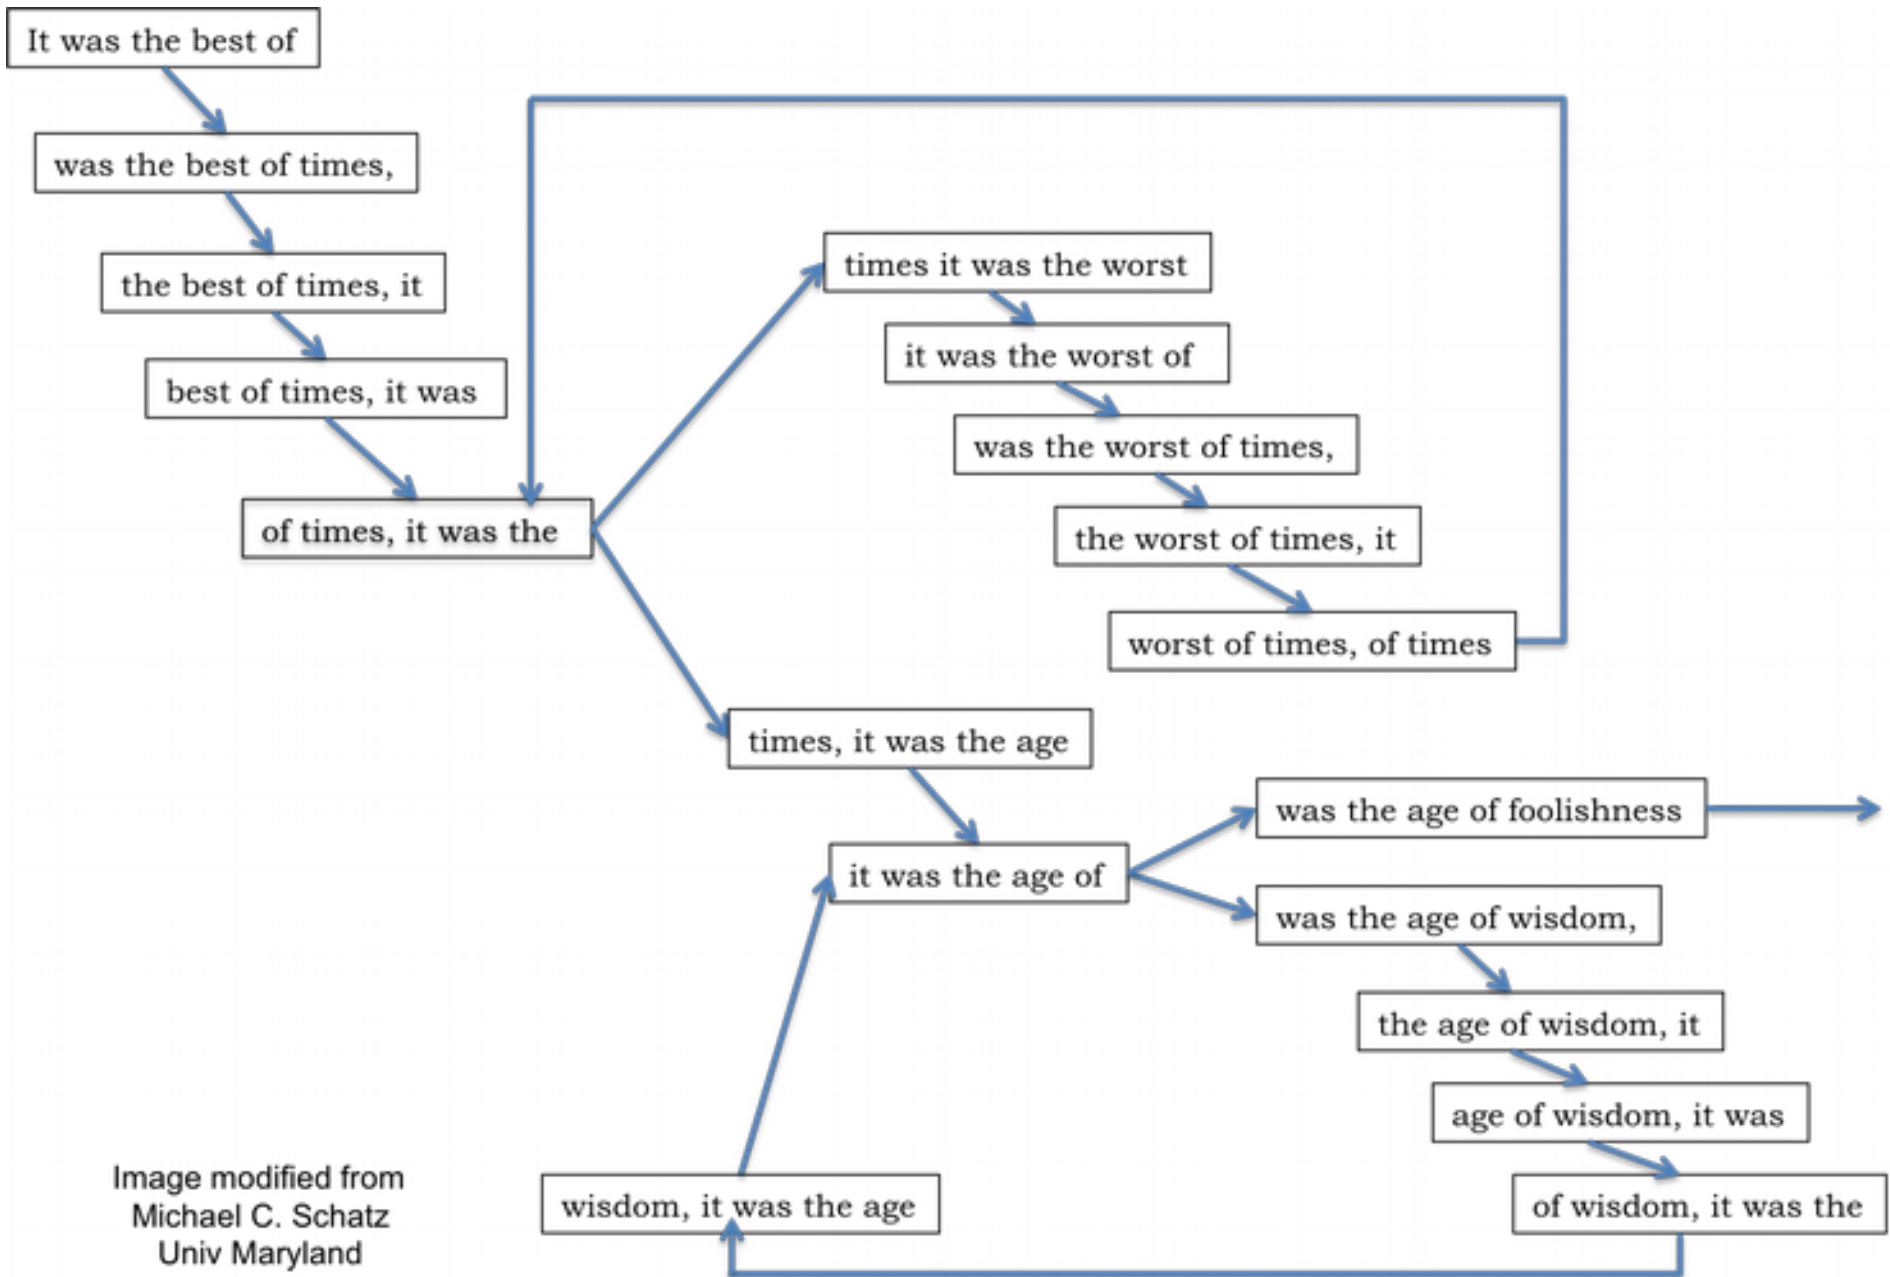 It was the best of
was the best of times,
the best of times, it
best of times, it was
of times, it was the
times it was the worst
it was the worst of
was the worst of times,
the worst of times, it
worst of times, of times
times, it was the age
it was the age of
was the age of foolishness
was the age of wisdom,
the age of wisdom, it
age of wisdom, it was
of wisdom, it was the
wisdom, it was the age
Image modified from
Michael C. Schatz
Univ Maryland